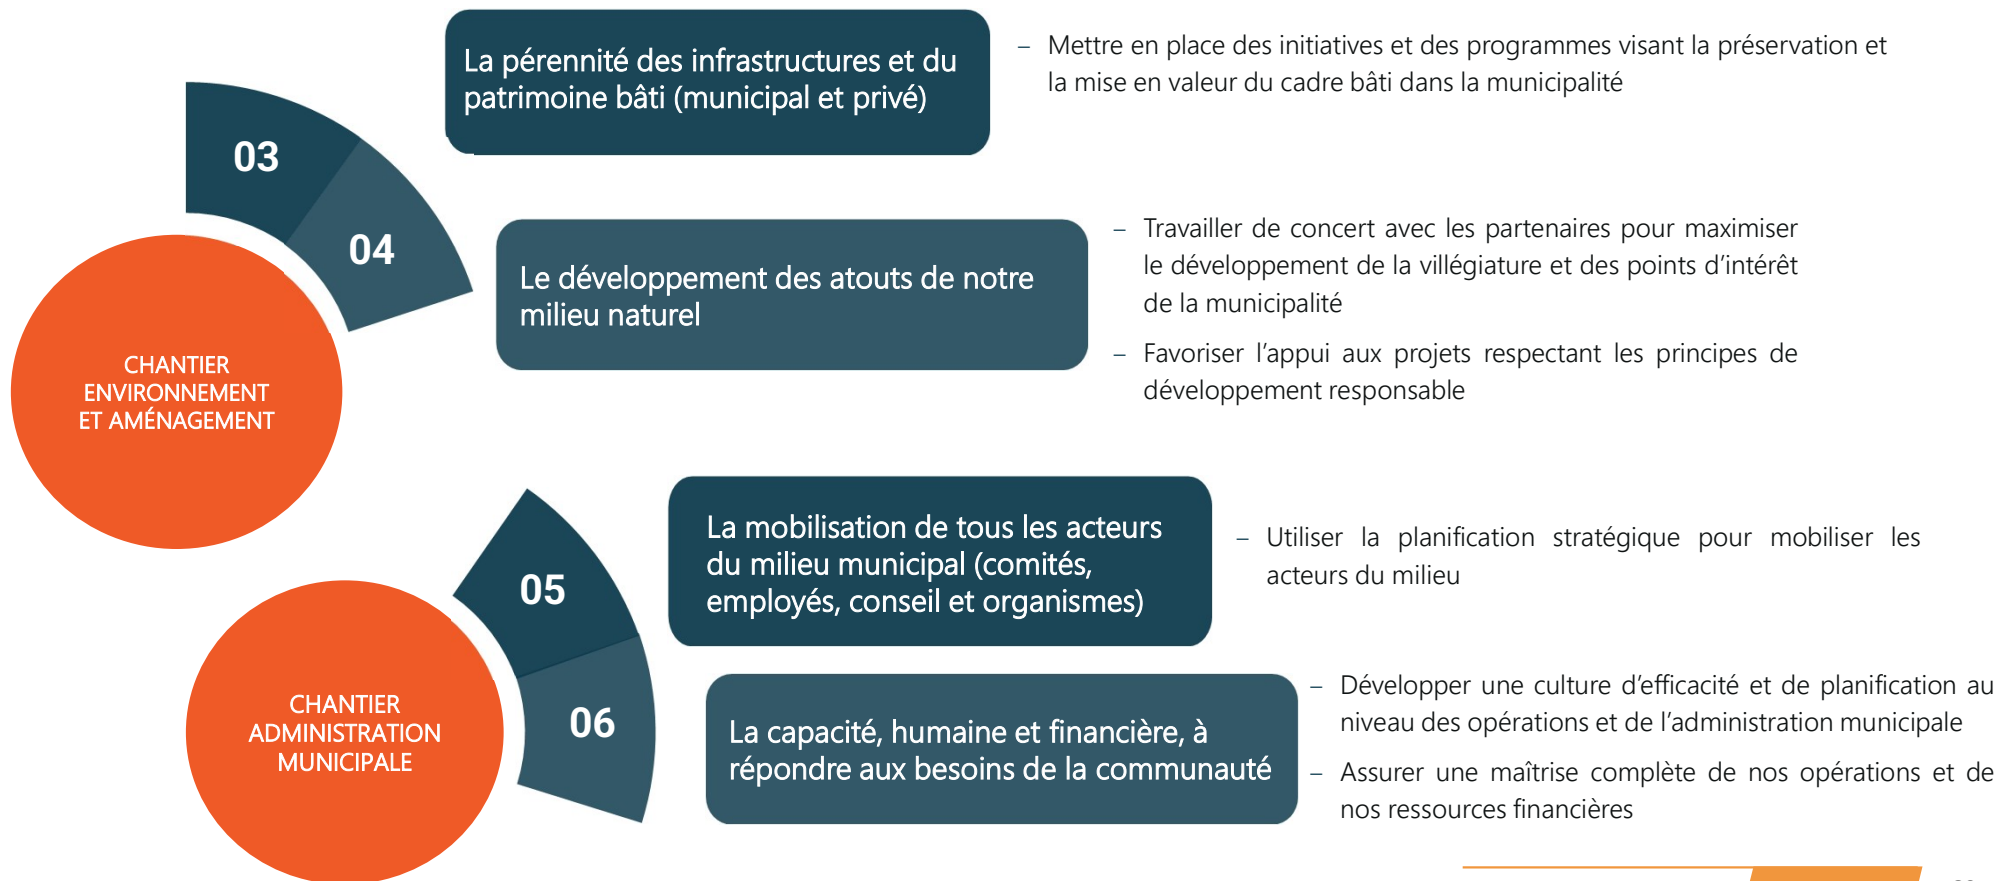 CHANTIER
ENVIRONNEMENT
ET AMÉNAGEMENT
03
La pérennité des infrastructures et du
patrimoine bâti (municipal et privé)
– Mettre en place des initiatives et des programmes visant la préservation et
la mise en valeur du cadre bâti dans la municipalité
04
Le développement des atouts de notre
milieu naturel
– Travailler de concert avec les partenaires pour maximiser
le développement de la villégiature et des points d’intérêt
de la municipalité
– Favoriser l’appui aux projets respectant les principes de
développement responsable
CHANTIER
ADMINISTRATION
MUNICIPALE
05
La mobilisation de tous les acteurs
du milieu municipal (comités,
employés, conseil et organismes)
– Utiliser la planification stratégique pour mobiliser les
acteurs du milieu
06
La capacité, humaine et financière, à
répondre aux besoins de la communauté
– Développer une culture d’efficacité et de planification au
niveau des opérations et de l’administration municipale
– Assurer une maîtrise complète de nos opérations et de
nos ressources financières